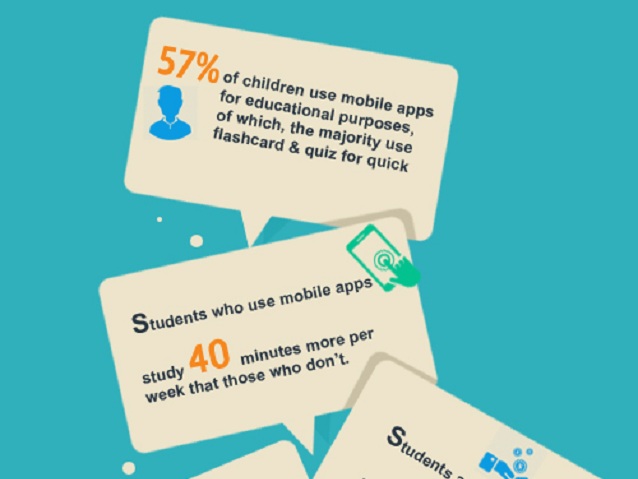 57% of children use mobile apps
for educational purposes,
of which, the majority use
flashcard & quiz for quick
Students who use mobile apps
study 40 minutes more per
week that those who don't.
Students